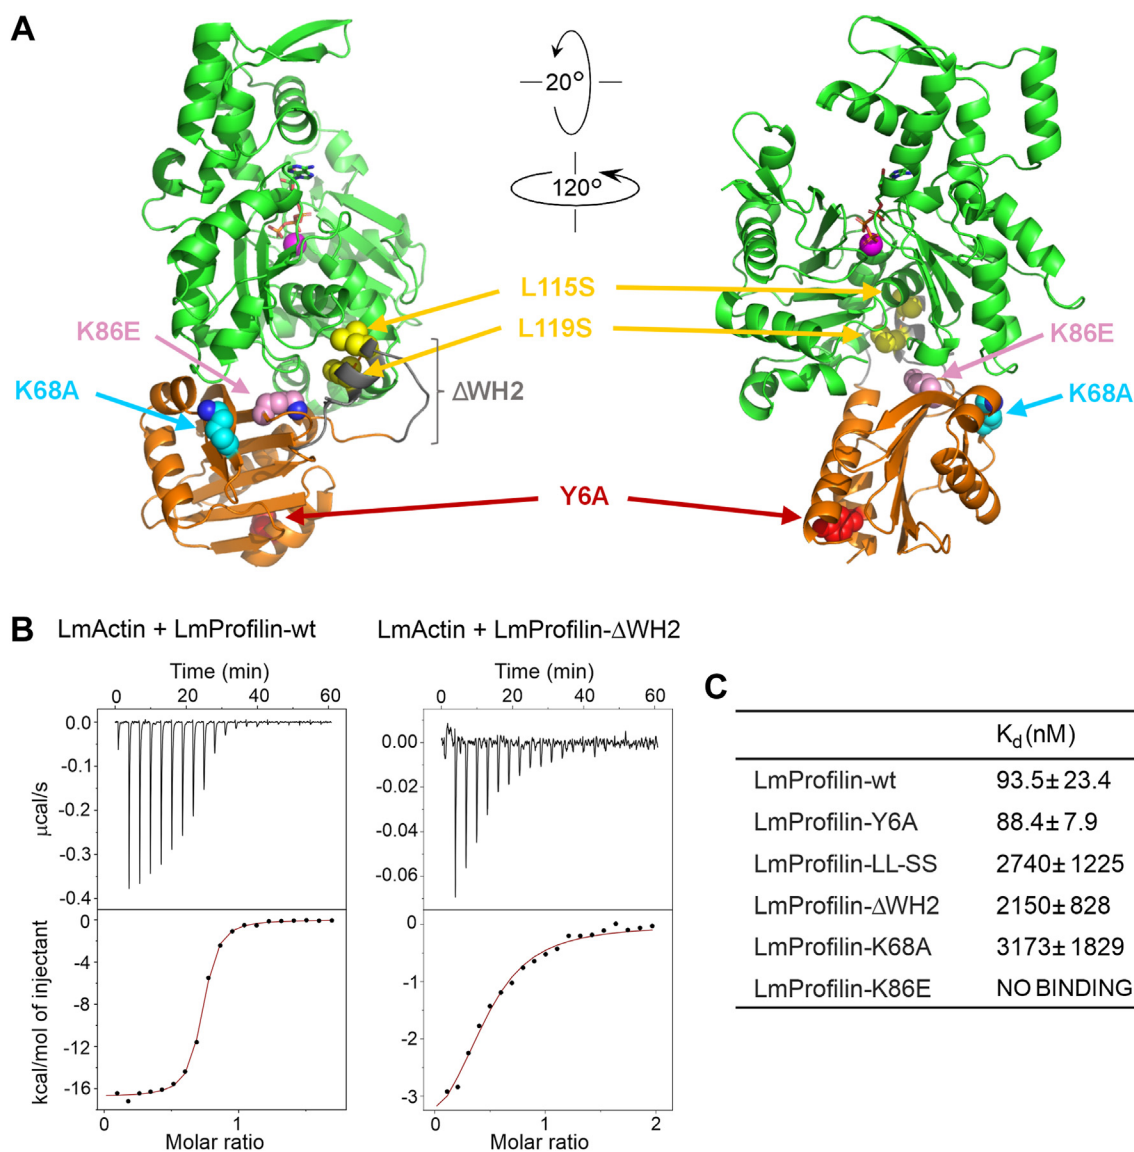 A
20°
120°
L115S
L119S
K86E
K68A
ΔWH2
K86E
K68A
Y6A
B
LmActin + LmProfilin-wt
LmActin + LmProfilin-ΔWH2
Time (min)
Time (min)
0 20 40 60
0 20 40 60
0.0
-0.1
-0.2
-0.3
-0.4
µcal/s
0.00
-0.02
-0.04
-0.06
0
-4
-8
-12
-16
kcal/mol of injectant
0
-1
-2
-3
0 1
0 1 2
Molar ratio
Molar ratio
C
Kd (nM)
LmProfilin-wt 93.5± 23.4
LmProfilin-Y6A 88.4± 7.9
LmProfilin-LL-SS 2740± 1225
LmProfilin-ΔWH2 2150± 828
LmProfilin-K68A 3173± 1829
LmProfilin-K86E NO BINDING